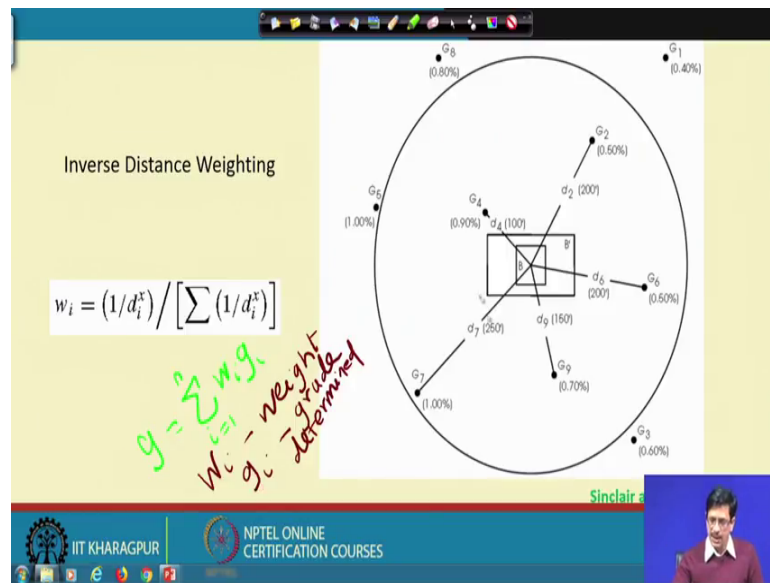 Inverse Distance Weighting
wᵢ = (1/dᵢˣ) / [∑ (1/dᵢˣ)]
g = ∑ⁿᵢ₌₁ wᵢ gᵢ
Wᵢ – weight
gᵢ – grade
determined
G8
(0.80%)
G1
(0.40%)
G2
(0.50%)
d2 (200')
G5
(1.00%)
G4
(0.90%)
d4 (100')
B'
B
d6
(200')
G6
(0.50%)
d7 (250')
d9 (150')
G7
(1.00%)
G9
(0.70%)
G3
(0.60%)
Sinclair a
IIT KHARAGPUR
NPTEL ONLINE
CERTIFICATION COURSES